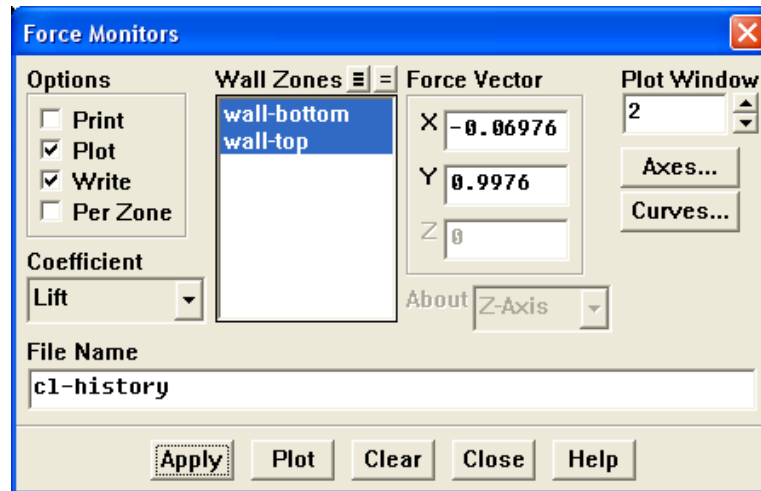 Force Monitors
Options
Print
Plot
Write
Per Zone
Coefficient
Lift
Wall Zones
wall-bottom
wall-top
Force Vector
X -0.06976
Y 0.9976
Z 0
About Z-Axis
Plot Window
2
Axes...
Curves...
File Name
cl-history
Apply Plot Clear Close Help